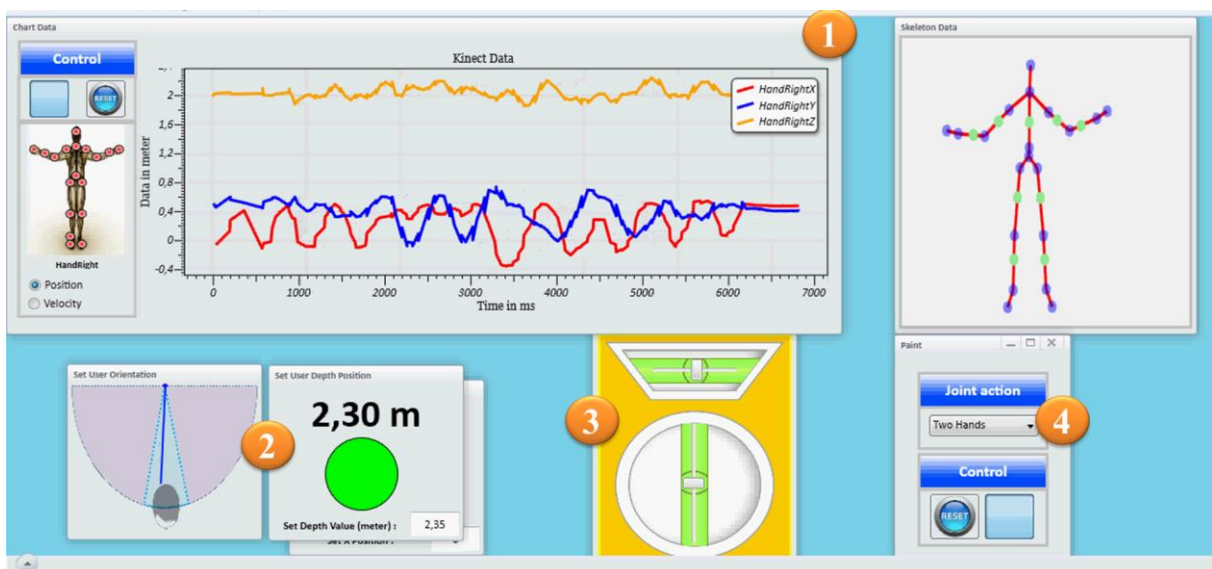 Chart Data
1
Skeleton Data
Control
RESET
HandRight
Position
Velocity
Kinect Data
HandRightX
HandRightY
HandRightZ
Data in meter
2
1,6
1,2
0,8
0,4
0
-0,4
0 1000 2000 3000 4000 5000 6000 7000
Time in ms
Set User Orientation
2
Set User Depth Position
2,30 m
Set Depth Value (meter) : 2,35
Set X Position :
3
Paint
Joint action
Two Hands
4
Control
RESET